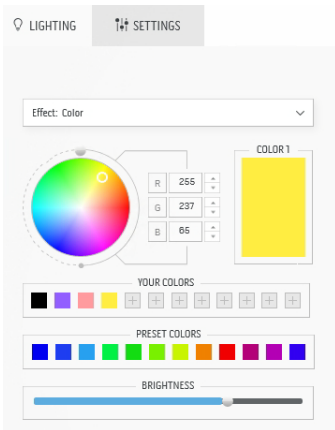 LIGHTING
SETTINGS
Effect: Color
COLOR 1
R 255
G 237
B 65
YOUR COLORS
PRESET COLORS
BRIGHTNESS